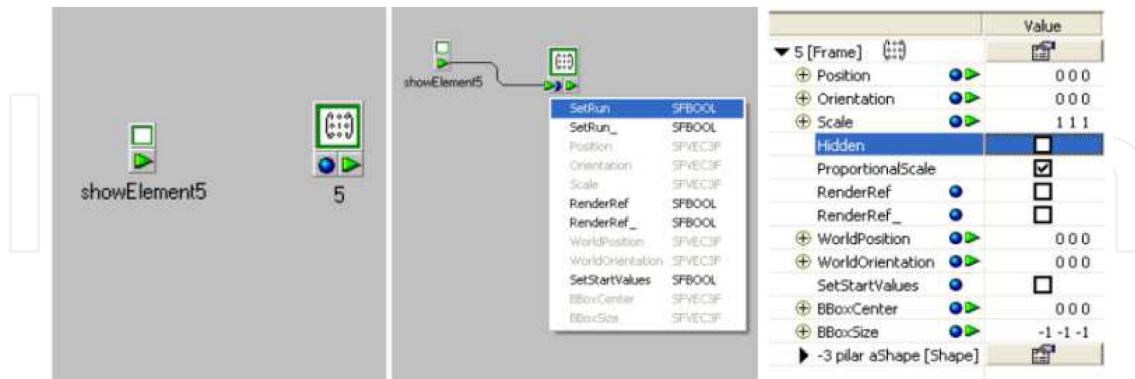 showElement5
5
showElement5
SetRun SFBOOL
SetRun_ SFBOOL
Position SFVEC3F
Orientation SFVEC3F
Scale SFVEC3F
RenderRef SFBOOL
RenderRef_ SFBOOL
WorldPosition SFVEC3F
WorldOrientation SFVEC3F
SetStartValues SFBOOL
BBoxCenter SFVEC3F
BBoxSize SFVEC3F
Value
5 [Frame]
Position 0 0 0
Orientation 0 0 0
Scale 1 1 1
Hidden
ProportionalScale
RenderRef
RenderRef_
WorldPosition 0 0 0
WorldOrientation 0 0 0
SetStartValues
BBoxCenter 0 0 0
BBoxSize -1 -1 -1
-3 pilar aShape [Shape]